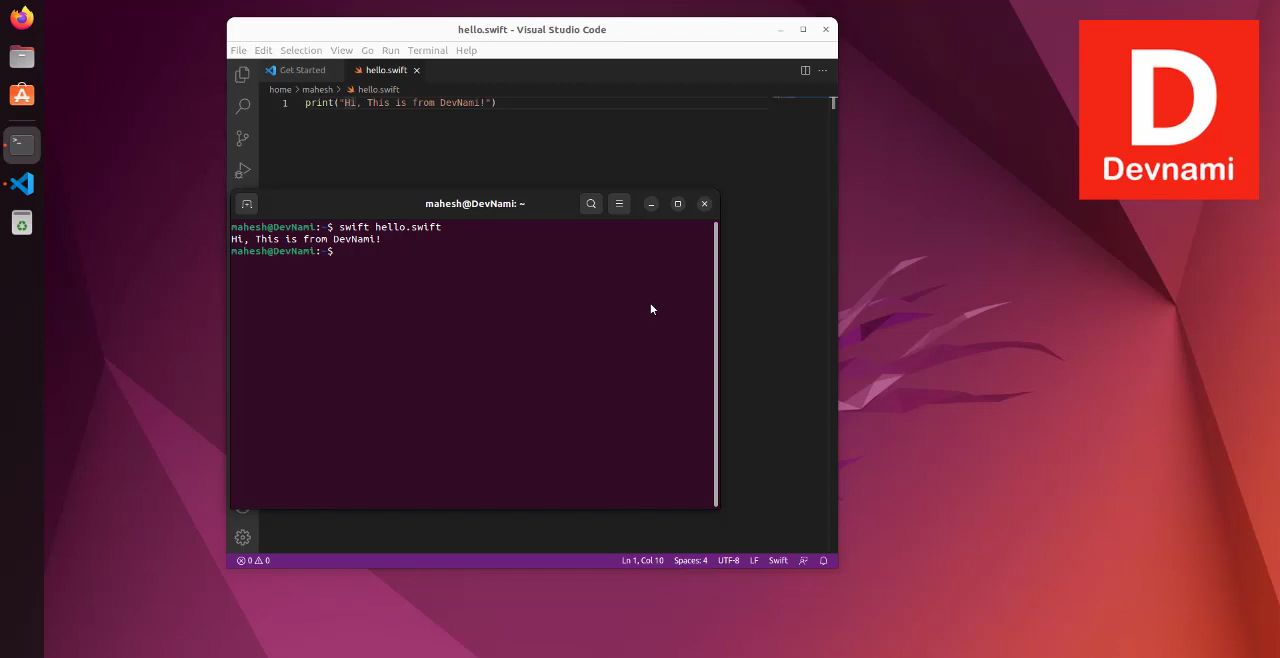 hello.swift - Visual Studio Code
File Edit Selection View Go Run Terminal Help
Get Started hello.swift
home > mahesh > hello.swift
1 print("Hi, This is from DevNami!")
mahesh@DevNami: ~
mahesh@DevNami:~$ swift hello.swift
Hi, This is from DevNami!
mahesh@DevNami:~$
0 0 Ln 1, Col 10 Spaces: 4 UTF-8 LF Swift
D
Devnami